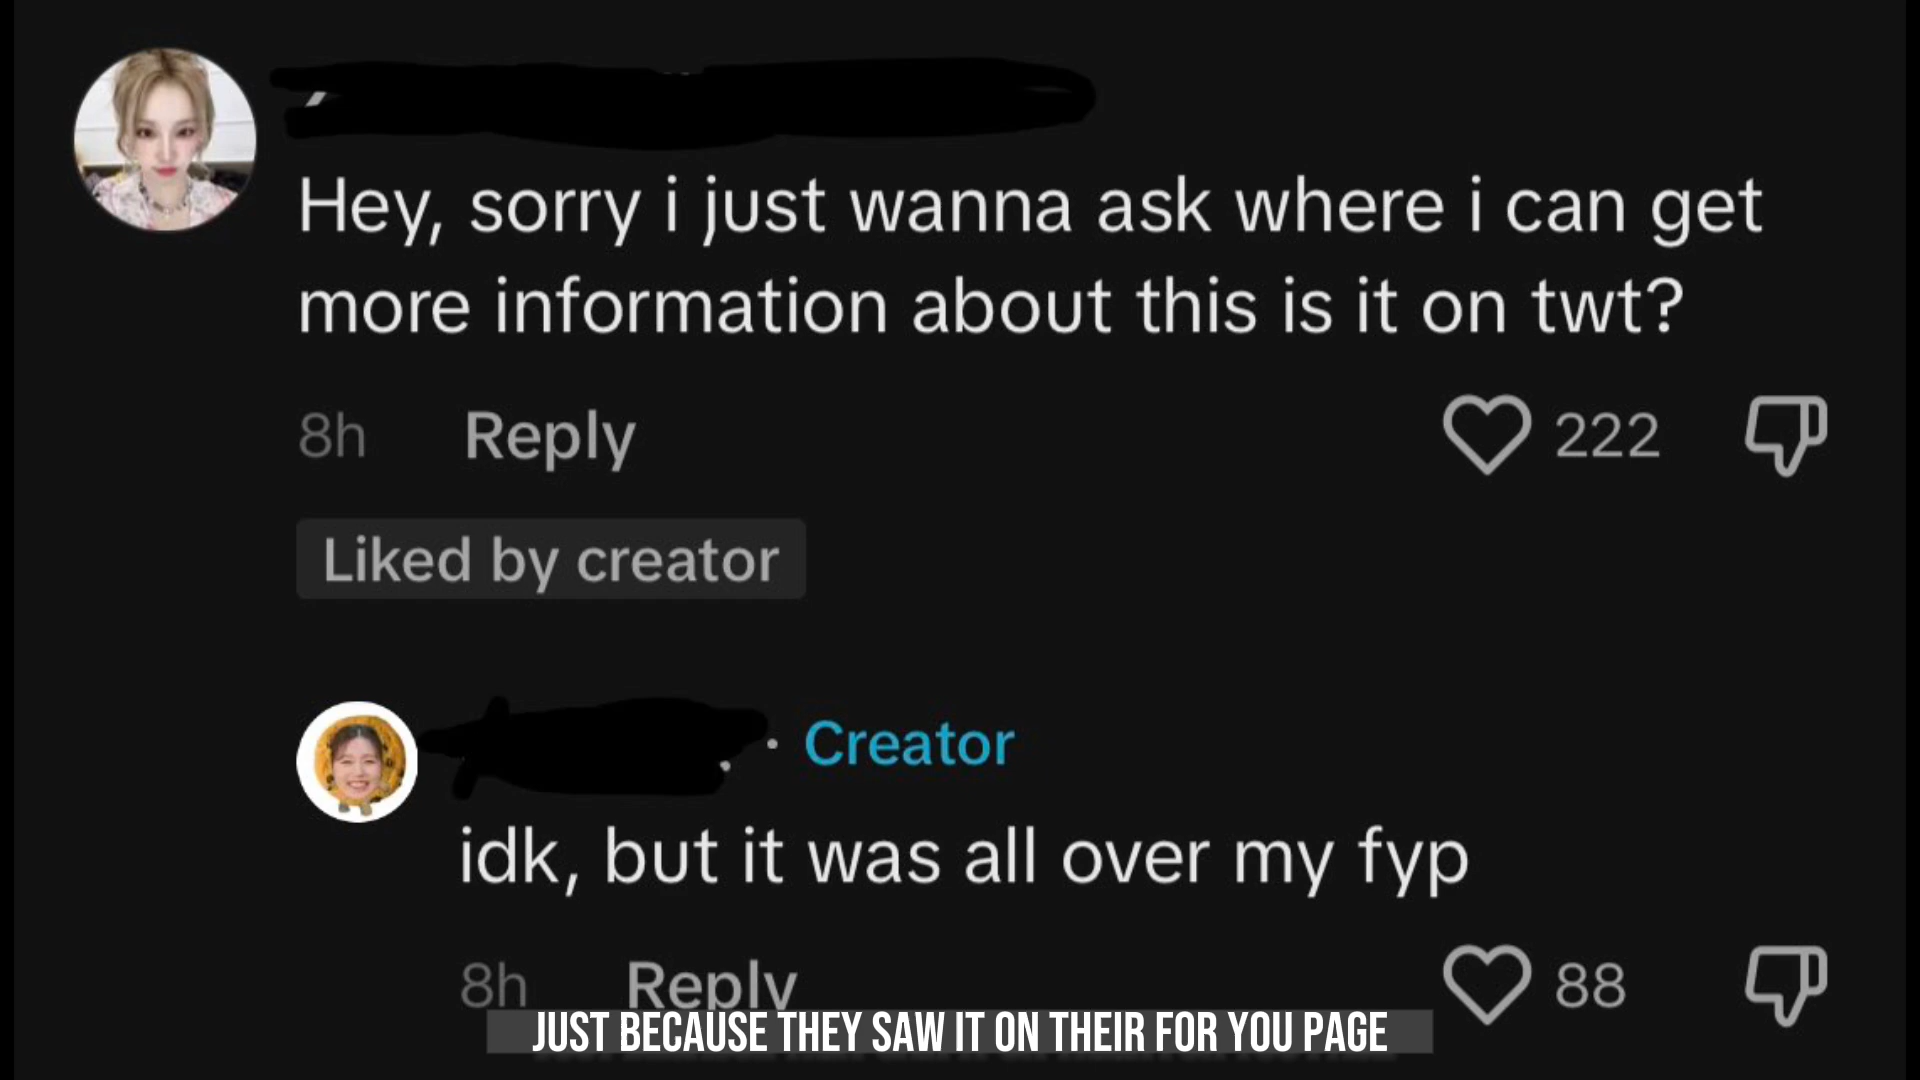 Hey, sorry i just wanna ask where i can get
more information about this is it on twt?
8h Reply 222
Liked by creator
· Creator
idk, but it was all over my fyp
8h Reply 88
JUST BECAUSE THEY SAW IT ON THEIR FOR YOU PAGE